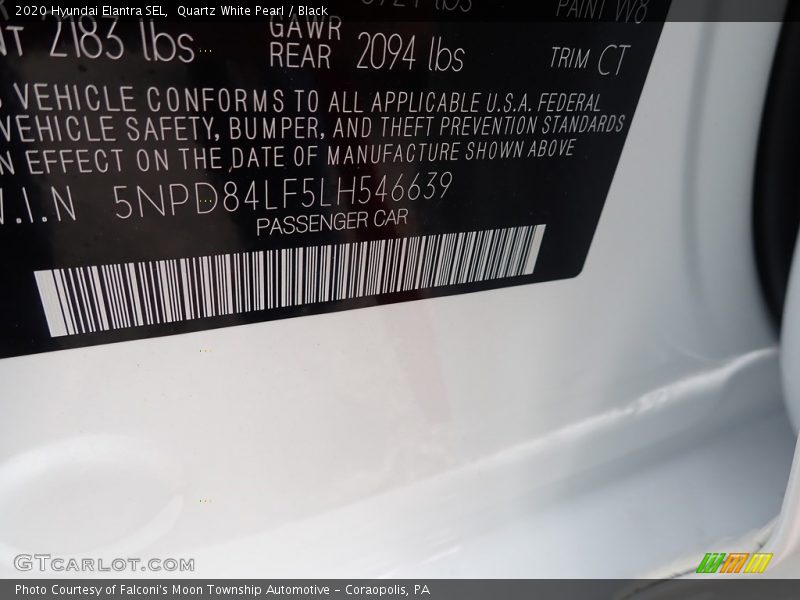 2020 Hyundai Elantra SEL,  Quartz White Pearl / Black
PAINT W8
2183 lbs
GAWR
REAR 2094 lbs
TRIM CT
VEHICLE CONFORMS TO ALL APPLICABLE U.S.A. FEDERAL
VEHICLE SAFETY, BUMPER, AND THEFT PREVENTION STANDARDS
N EFFECT ON THE DATE OF MANUFACTURE SHOWN ABOVE
V.I.N 5NPD84LF5LH546639
PASSENGER CAR
GTcarlot.com
Photo Courtesy of Falconi's Moon Township Automotive – Coraopolis, PA